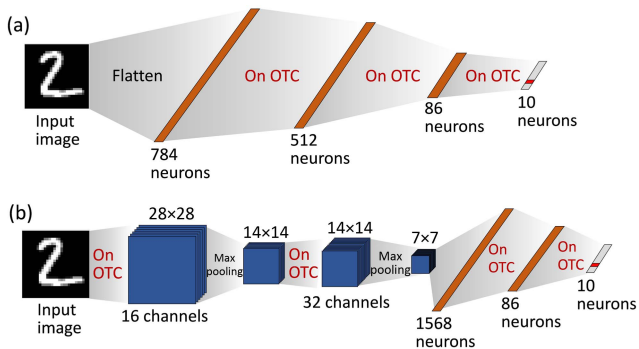 (a)
Flatten
On OTC
On OTC
On OTC
Input
image
784
neurons
512
neurons
86
neurons
10
neurons
(b)
28×28
14×14
14×14
7×7
On
OTC
Max
pooling
On
OTC
Max
pooling
On
OTC
On
OTC
Input
image
16 channels
32 channels
1568
neurons
86
neurons
10
neurons